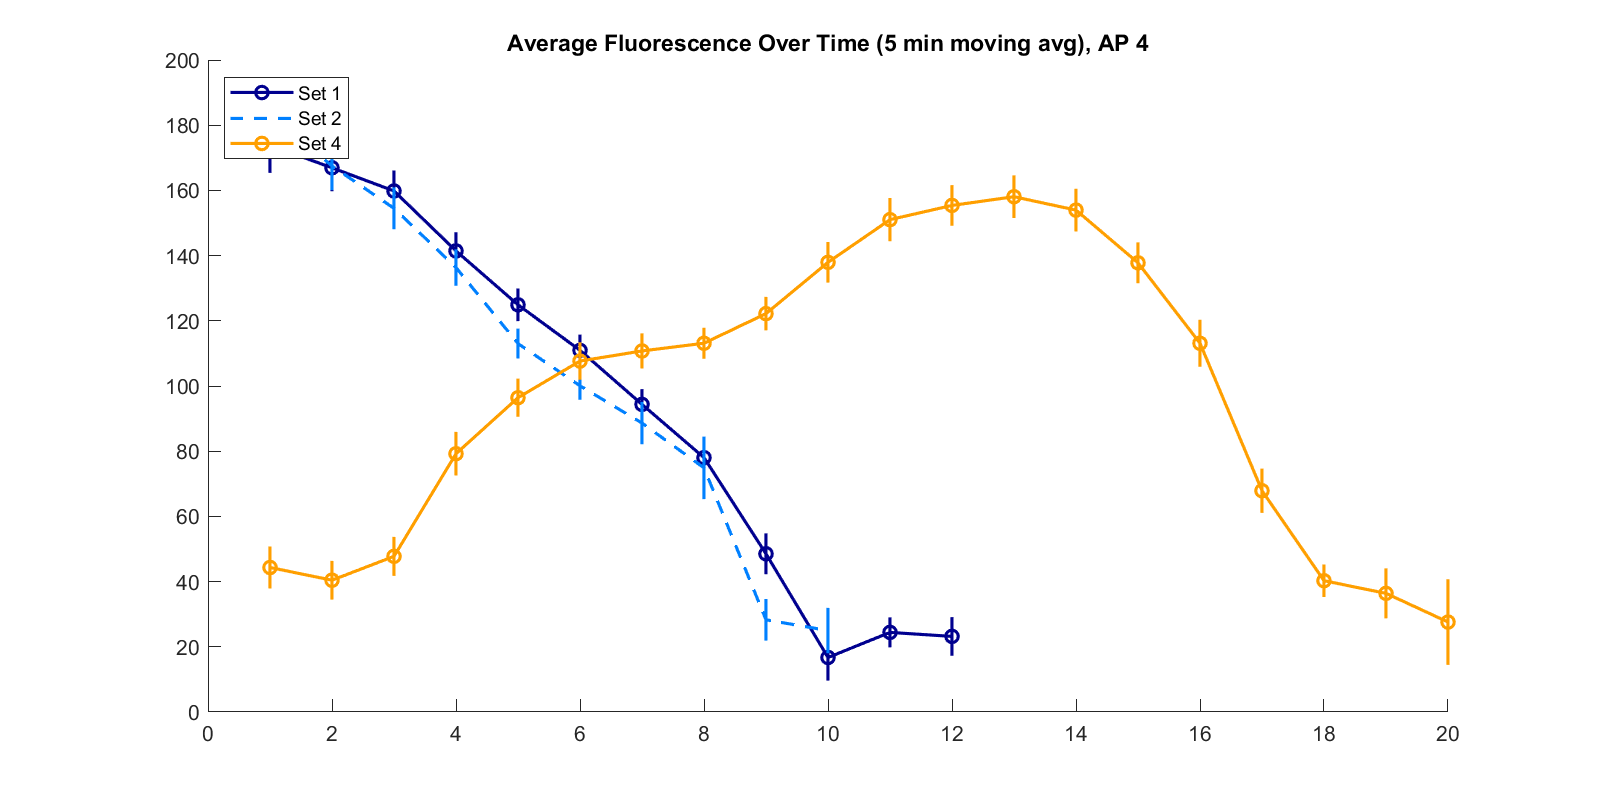 Average Fluorescence Over Time (5 min moving avg), AP 4
200
180
160
140
120
100
80
60
40
20
0
Set 1
Set 2
Set 4
0 2 4 6 8 10 12 14 16 18 20